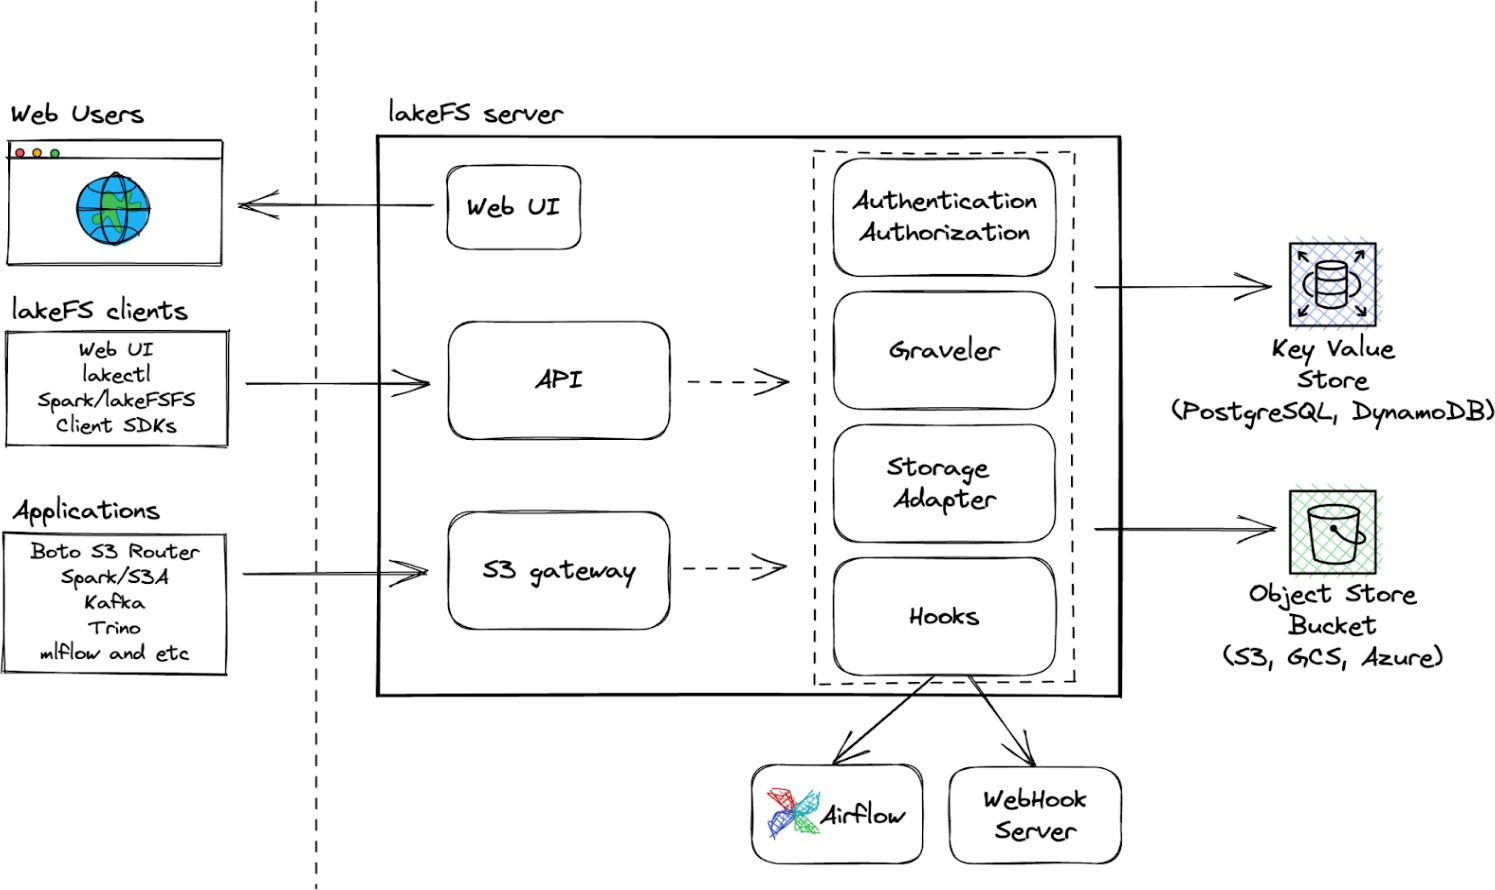 Web Users
lakeFS clients
Web UI
lakectl
Spark/lakeFSFS
Client SDKs
Applications
Boto S3 Router
Spark/S3A
Kafka
Trino
mlflow and etc
lakeFS server
Web UI
API
S3 gateway
Authentication
Authorization
Graveler
Storage
Adapter
Hooks
Airflow
WebHook
Server
Key Value
Store
(PostgreSQL, DynamoDB)
Object Store
Bucket
(S3, GCS, Azure)